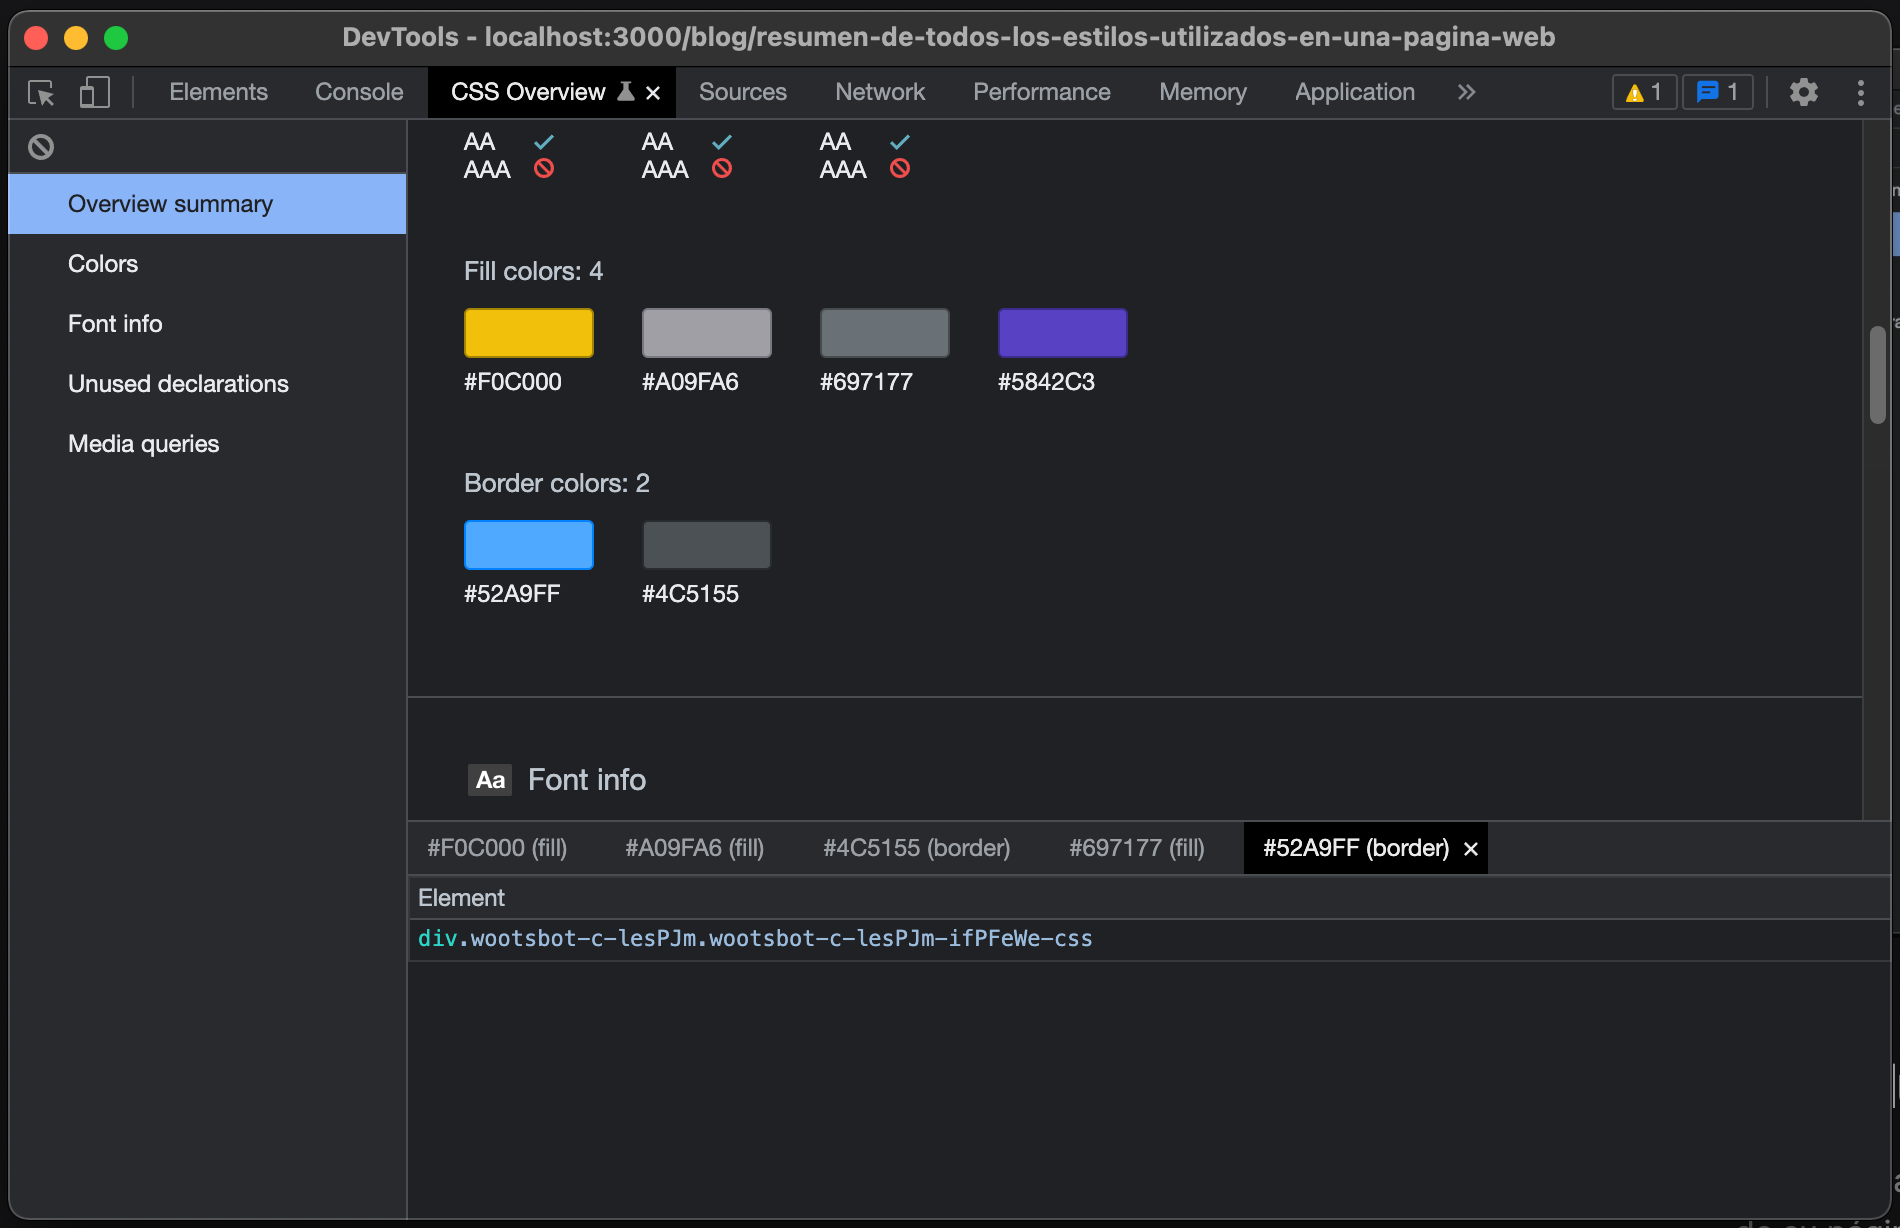 DevTools - localhost:3000/blog/resumen-de-todos-los-estilos-utilizados-en-una-pagina-web
Elements Console CSS Overview Sources Network Performance Memory Application 1 1
AA AA AA
AAA AAA AAA
Overview summary
Colors
Font info
Unused declarations
Media queries
Fill colors: 4
#F0C000 #A09FA6 #697177 #5842C3
Border colors: 2
#52A9FF #4C5155
Aa Font info
#F0C000 (fill) #A09FA6 (fill) #4C5155 (border) #697177 (fill) #52A9FF (border)
Element
div.wootsbot-c-lesPJm.wootsbot-c-lesPJm-ifPFeWe-css